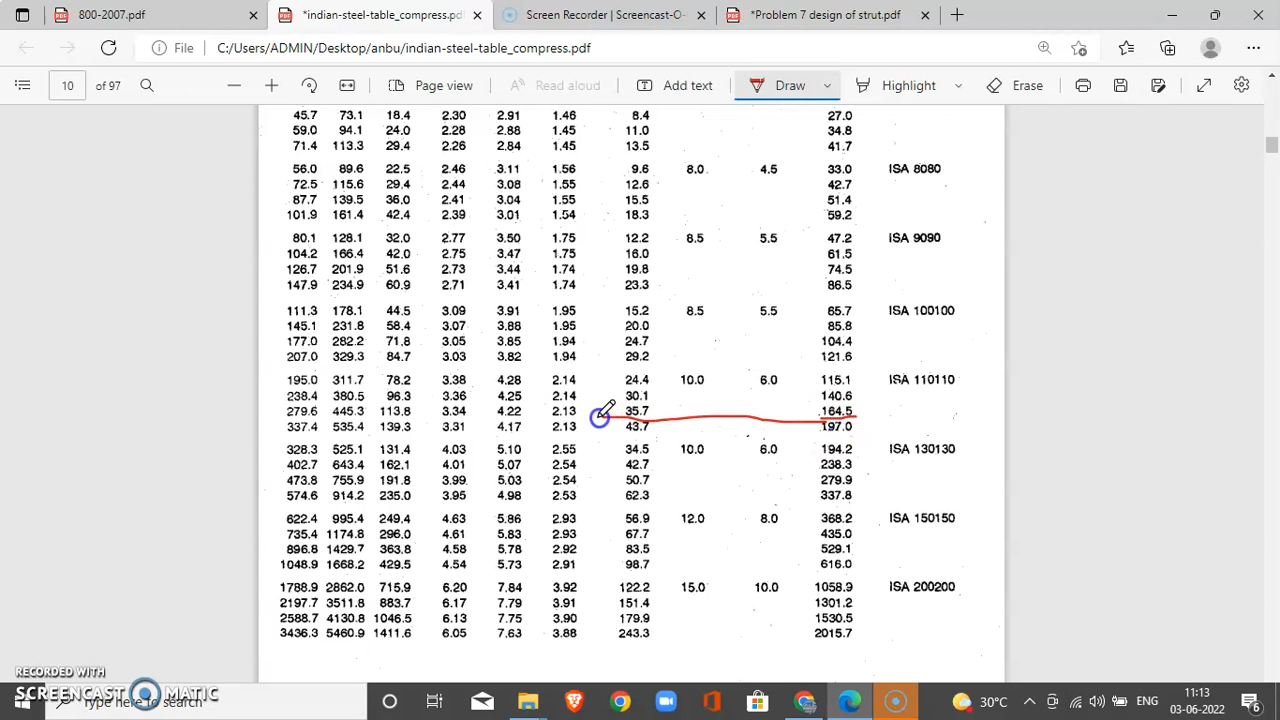 800-2007.pdf
*indian-steel-table_compress.pd
Screen Recorder | Screencast-O-
*Problem 7 design of strut.pdf
File
C:/Users/ADMIN/Desktop/anbu/indian-steel-table_compress.pdf
10 of 97
Page view
Read aloud
Add text
Draw
Highlight
Erase
45.7 73.1 18.4 2.30 2.91 1.46 8.4 27.0
59.0 94.1 24.0 2.28 2.88 1.45 11.0 34.8
71.4 113.3 29.4 2.26 2.84 1.45 13.5 41.7
56.0 89.6 22.5 2.46 3.11 1.56 9.6 8.0 4.5 33.0 ISA 8080
72.5 115.6 29.4 2.44 3.08 1.55 12.6 42.7
87.7 139.5 36.0 2.41 3.04 1.55 15.5 51.4
101.9 161.4 42.4 2.39 3.01 1.54 18.3 59.2
80.1 128.1 32.0 2.77 3.50 1.75 12.2 8.5 5.5 47.2 ISA 9090
104.2 166.4 42.0 2.75 3.47 1.75 16.0 61.5
126.7 201.9 51.6 2.73 3.44 1.74 19.8 74.5
147.9 234.9 60.9 2.71 3.41 1.74 23.3 86.5
111.3 178.1 44.5 3.09 3.91 1.95 15.2 8.5 5.5 65.7 ISA 100100
145.1 231.8 58.4 3.07 3.88 1.95 20.0 85.8
177.0 282.2 71.8 3.05 3.85 1.94 24.7 104.4
207.0 329.3 84.7 3.03 3.82 1.94 29.2 121.6
195.0 311.7 78.2 3.38 4.28 2.14 24.4 10.0 6.0 115.1 ISA 110110
238.4 380.5 96.3 3.36 4.25 2.14 30.1 140.6
279.6 445.3 113.8 3.34 4.22 2.13 35.7 164.5
337.4 535.4 139.3 3.31 4.17 2.13 43.7 197.0
328.3 525.1 131.4 4.03 5.10 2.55 34.5 10.0 6.0 194.2 ISA 130130
402.7 643.4 162.1 4.01 5.07 2.54 42.7 238.3
473.8 755.9 191.8 3.99 5.03 2.54 50.7 279.9
574.6 914.2 235.0 3.95 4.98 2.53 62.3 337.8
622.4 995.4 249.4 4.63 5.86 2.93 56.9 12.0 8.0 368.2 ISA 150150
735.4 1174.8 296.0 4.61 5.83 2.93 67.7 435.0
896.8 1429.7 363.8 4.58 5.78 2.92 83.5 529.1
1048.9 1668.2 429.5 4.54 5.73 2.91 98.7 616.0
1788.9 2862.0 715.9 6.20 7.84 3.92 122.2 15.0 10.0 1058.9 ISA 200200
2197.7 3511.8 883.7 6.17 7.79 3.91 151.4 1301.2
2588.7 4130.8 1046.5 6.13 7.75 3.90 179.9 1530.5
3436.3 5460.9 1411.6 6.05 7.63 3.88 243.3 2015.7
RECORDED WITH
SCREENCAST MATIC
Type here to search
30°C
ENG
11:13
03-06-2022
6